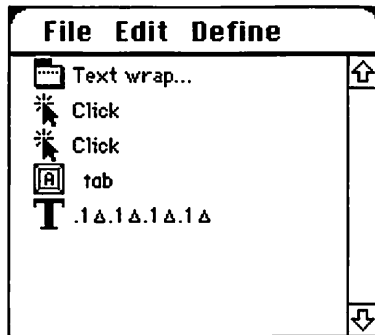 File Edit Define
Text wrap...
Click
Click
A tab
T .1∆.1∆.1∆.1∆